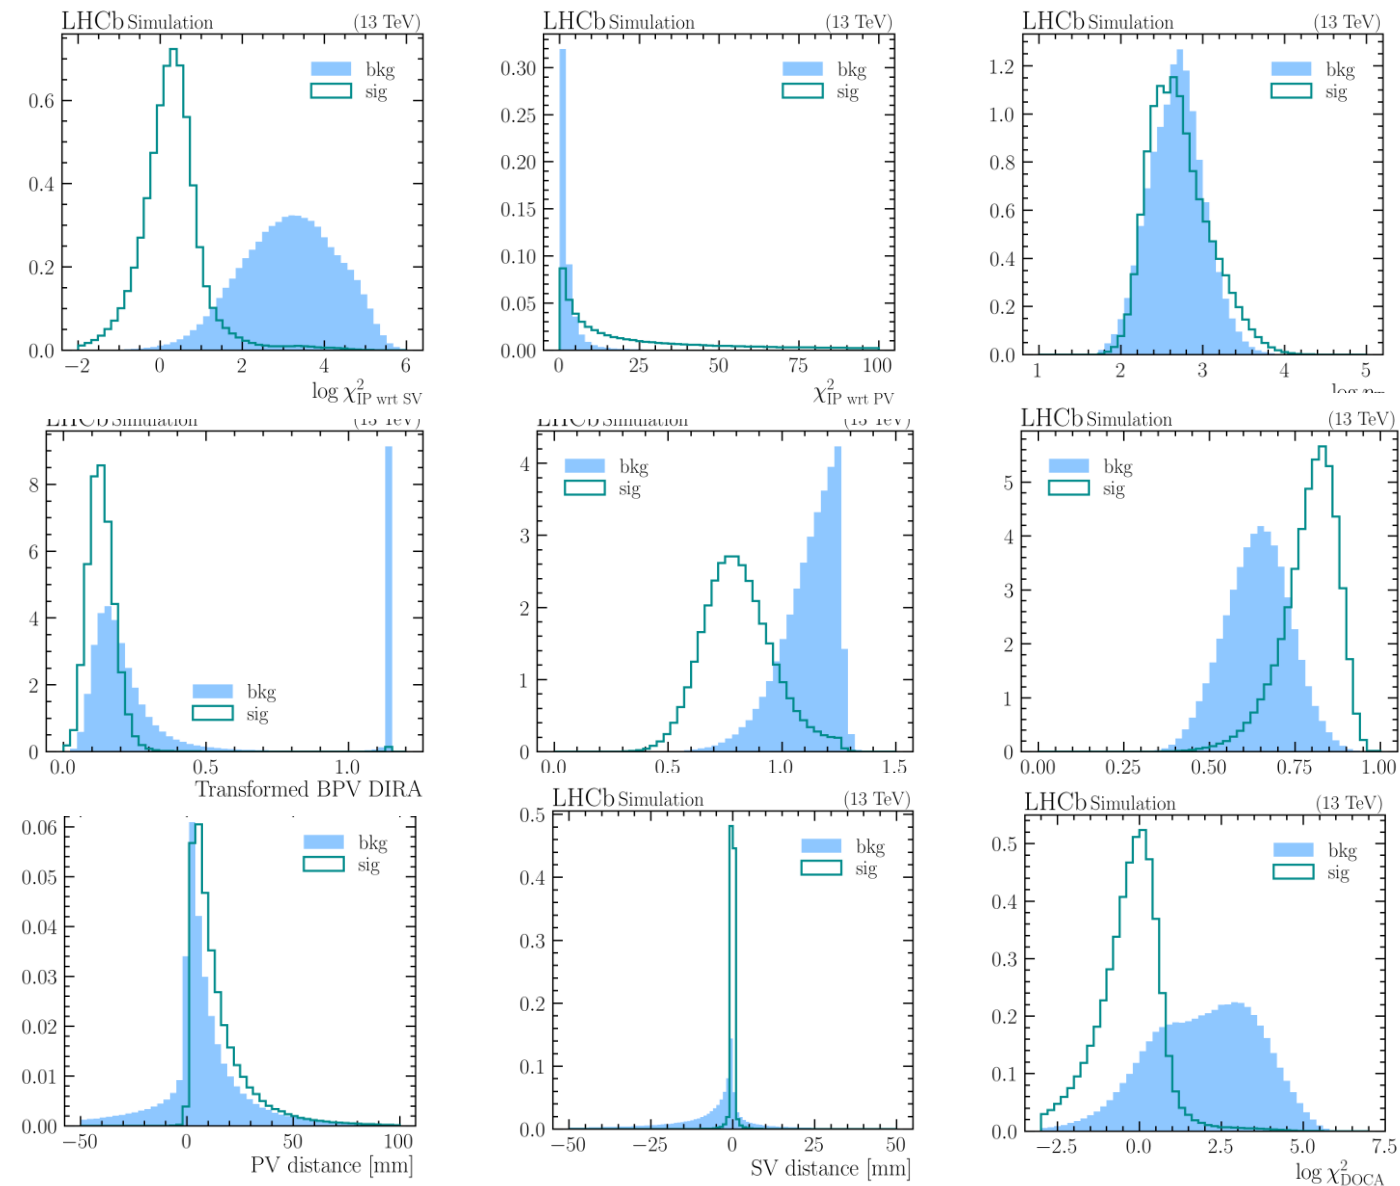 LHCb Simulation (13 TeV)
bkg
sig
0.6
0.4
0.2
0.0
−2 0 2 4 6
log χ²IP wrt SV
LHCb Simulation (13 TeV)
bkg
sig
0.30
0.25
0.20
0.15
0.10
0.05
0.00
0 25 50 75 100
χ²IP wrt PV
LHCb Simulation (13 TeV)
bkg
sig
1.2
1.0
0.8
0.6
0.4
0.2
0.0
1 2 3 4 5
LHCb Simulation (13 TeV)
bkg
sig
8
6
4
2
0
0.0 0.5 1.0
Transformed BPV DIRA
LHCb Simulation (13 TeV)
bkg
sig
4
3
2
1
0
0.0 0.5 1.0 1.5
LHCb Simulation (13 TeV)
bkg
sig
5
4
3
2
1
0
0.00 0.25 0.50 0.75 1.00
bkg
sig
0.06
0.05
0.04
0.03
0.02
0.01
0.00
−50 0 50 100
PV distance [mm]
LHCb Simulation (13 TeV)
bkg
sig
0.5
0.4
0.3
0.2
0.1
0.0
−50 −25 0 25 50
SV distance [mm]
LHCb Simulation (13 TeV)
bkg
sig
0.5
0.4
0.3
0.2
0.1
0.0
−2.5 0.0 2.5 5.0 7.5
log χ²DOCA